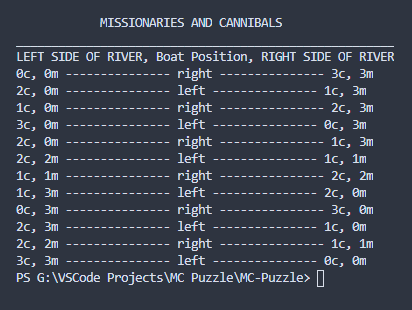 MISSIONARIES AND CANNIBALS
LEFT SIDE OF RIVER, Boat Position, RIGHT SIDE OF RIVER
0c, 0m --------------- right --------------- 3c, 3m
2c, 0m --------------- left --------------- 1c, 3m
1c, 0m --------------- right --------------- 2c, 3m
3c, 0m --------------- left --------------- 0c, 3m
2c, 0m --------------- right --------------- 1c, 3m
2c, 2m --------------- left --------------- 1c, 1m
1c, 1m --------------- right --------------- 2c, 2m
1c, 3m --------------- left --------------- 2c, 0m
0c, 3m --------------- right --------------- 3c, 0m
2c, 3m --------------- left --------------- 1c, 0m
2c, 2m --------------- right --------------- 1c, 1m
3c, 3m --------------- left --------------- 0c, 0m
PS G:\VSCode Projects\MC Puzzle\MC-Puzzle>